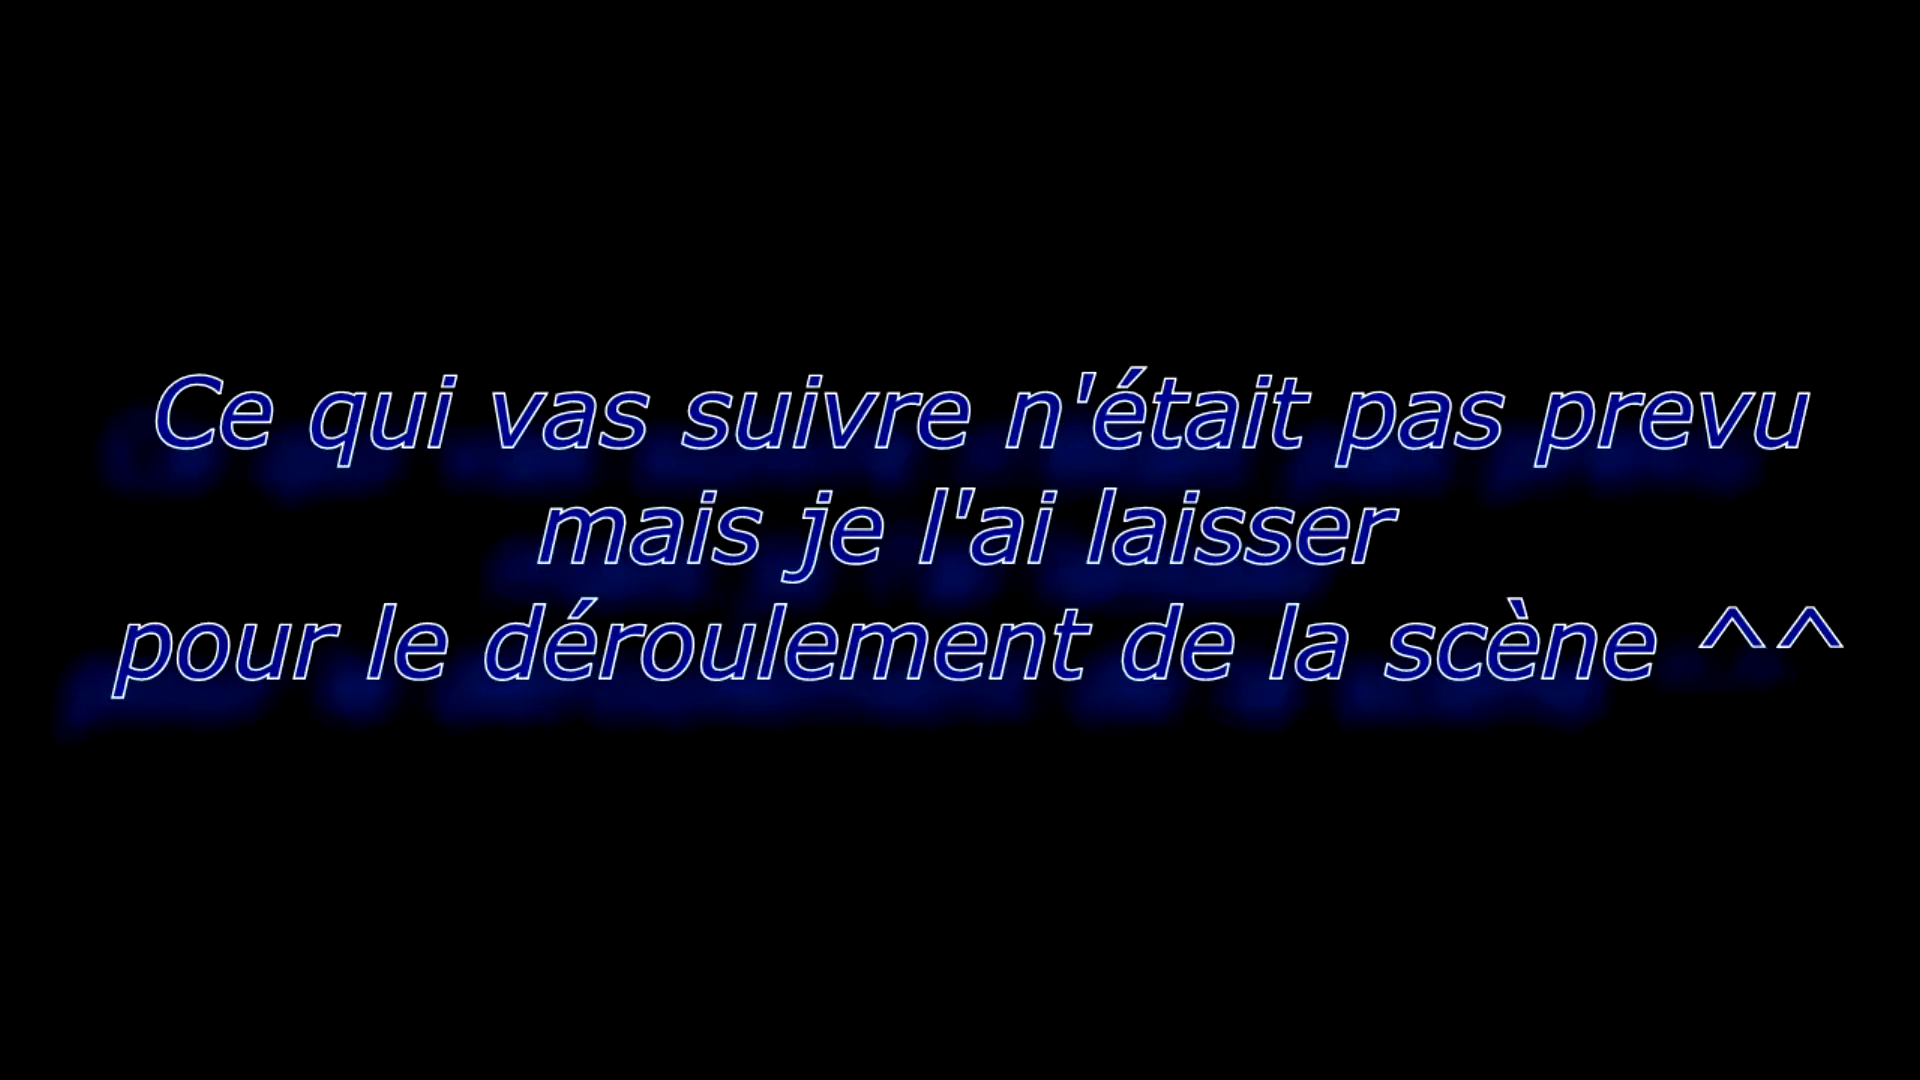 Ce qui vas suivre n'était pas prevu
mais je l'ai laisser
pour le déroulement de la scène ^^